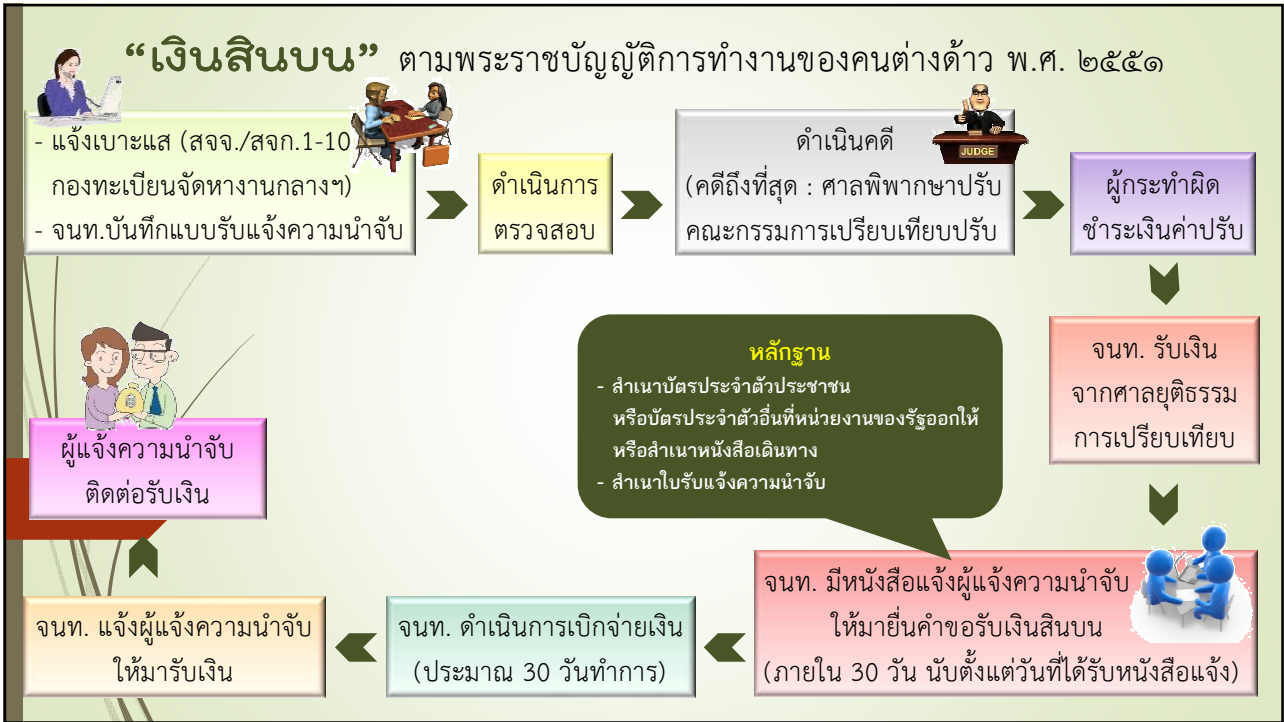 “เงินสินบน” ตามพระราชบัญญัติการทำงานของคนต่างด้าว พ.ศ. ๒๕๕๑
- แจ้งเบาะแส (สจจ./สจก.1-10
กองทะเบียนจัดหางานกลางฯ)
- จนท.บันทึกแบบรับแจ้งความนำจับ
ดำเนินการ
ตรวจสอบ
ดำเนินคดี
(คดีถึงที่สุด : ศาลพิพากษาปรับ
คณะกรรมการเปรียบเทียบปรับ
JUDGE
ผู้กระทำผิด
ชำระเงินค่าปรับ
จนท. รับเงิน
จากศาลยุติธรรม
การเปรียบเทียบ
หลักฐาน
- สำเนาบัตรประจำตัวประชาชน
หรือบัตรประจำตัวอื่นที่หน่วยงานของรัฐออกให้
หรือสำเนาหนังสือเดินทาง
- สำเนาใบรับแจ้งความนำจับ
จนท. มีหนังสือแจ้งผู้แจ้งความนำจับ
ให้มายื่นคำขอรับเงินสินบน
(ภายใน 30 วัน นับตั้งแต่วันที่ได้รับหนังสือแจ้ง)
จนท. ดำเนินการเบิกจ่ายเงิน
(ประมาณ 30 วันทำการ)
จนท. แจ้งผู้แจ้งความนำจับ
ให้มารับเงิน
ผู้แจ้งความนำจับ
ติดต่อรับเงิน